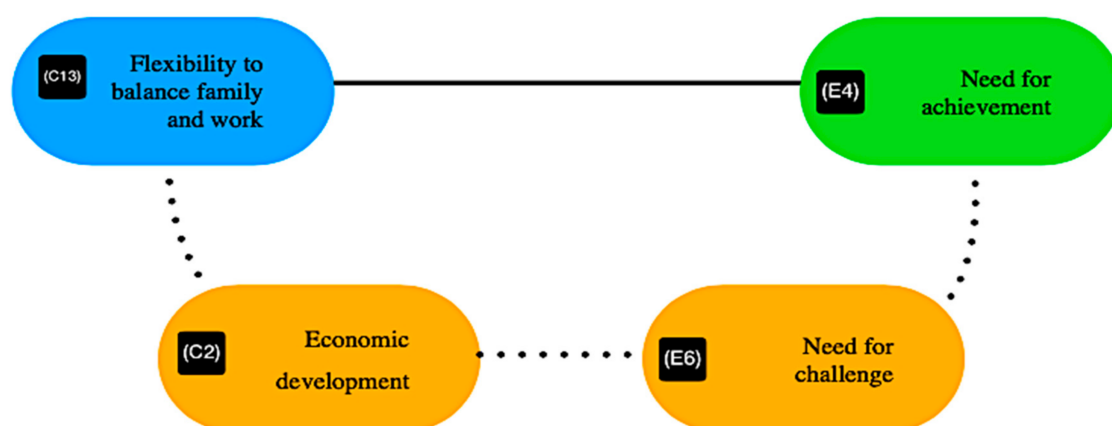 (C13)
Flexibility to
balance family
and work
(E4)
Need for
achievement
(C2)
Economic
development
(E6)
Need for
challenge